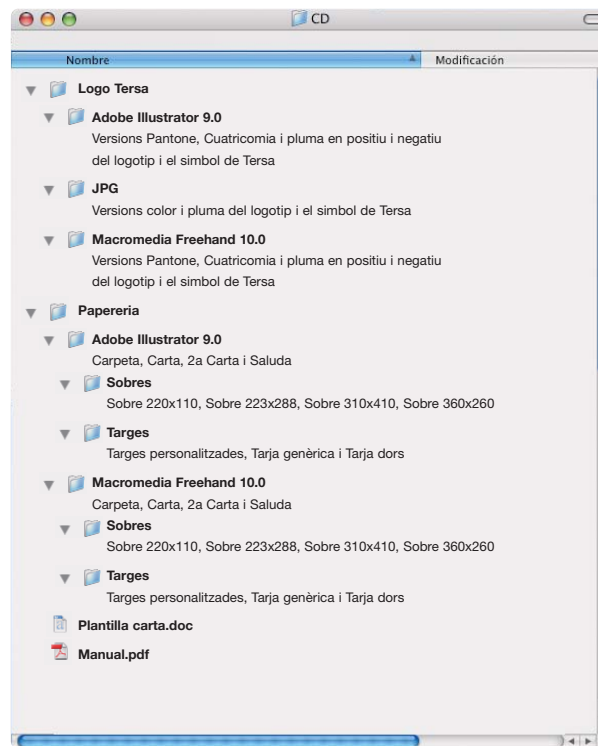 CD
Nombre Modificación
Logo Tersa
Adobe Illustrator 9.0
Versions Pantone, Cuatricomia i pluma en positiu i negatiu
del logotip i el simbol de Tersa
JPG
Versions color i pluma del logotip i el simbol de Tersa
Macromedia Freehand 10.0
Versions Pantone, Cuatricomia i pluma en positiu i negatiu
del logotip i el simbol de Tersa
Papereria
Adobe Illustrator 9.0
Carpeta, Carta, 2a Carta i Saluda
Sobres
Sobre 220x110, Sobre 223x288, Sobre 310x410, Sobre 360x260
Targes
Targes personalitzades, Tarja genèrica i Tarja dors
Macromedia Freehand 10.0
Carpeta, Carta, 2a Carta i Saluda
Sobres
Sobre 220x110, Sobre 223x288, Sobre 310x410, Sobre 360x260
Targes
Targes personalitzades, Tarja genèrica i Tarja dors
Plantilla carta.doc
Manual.pdf